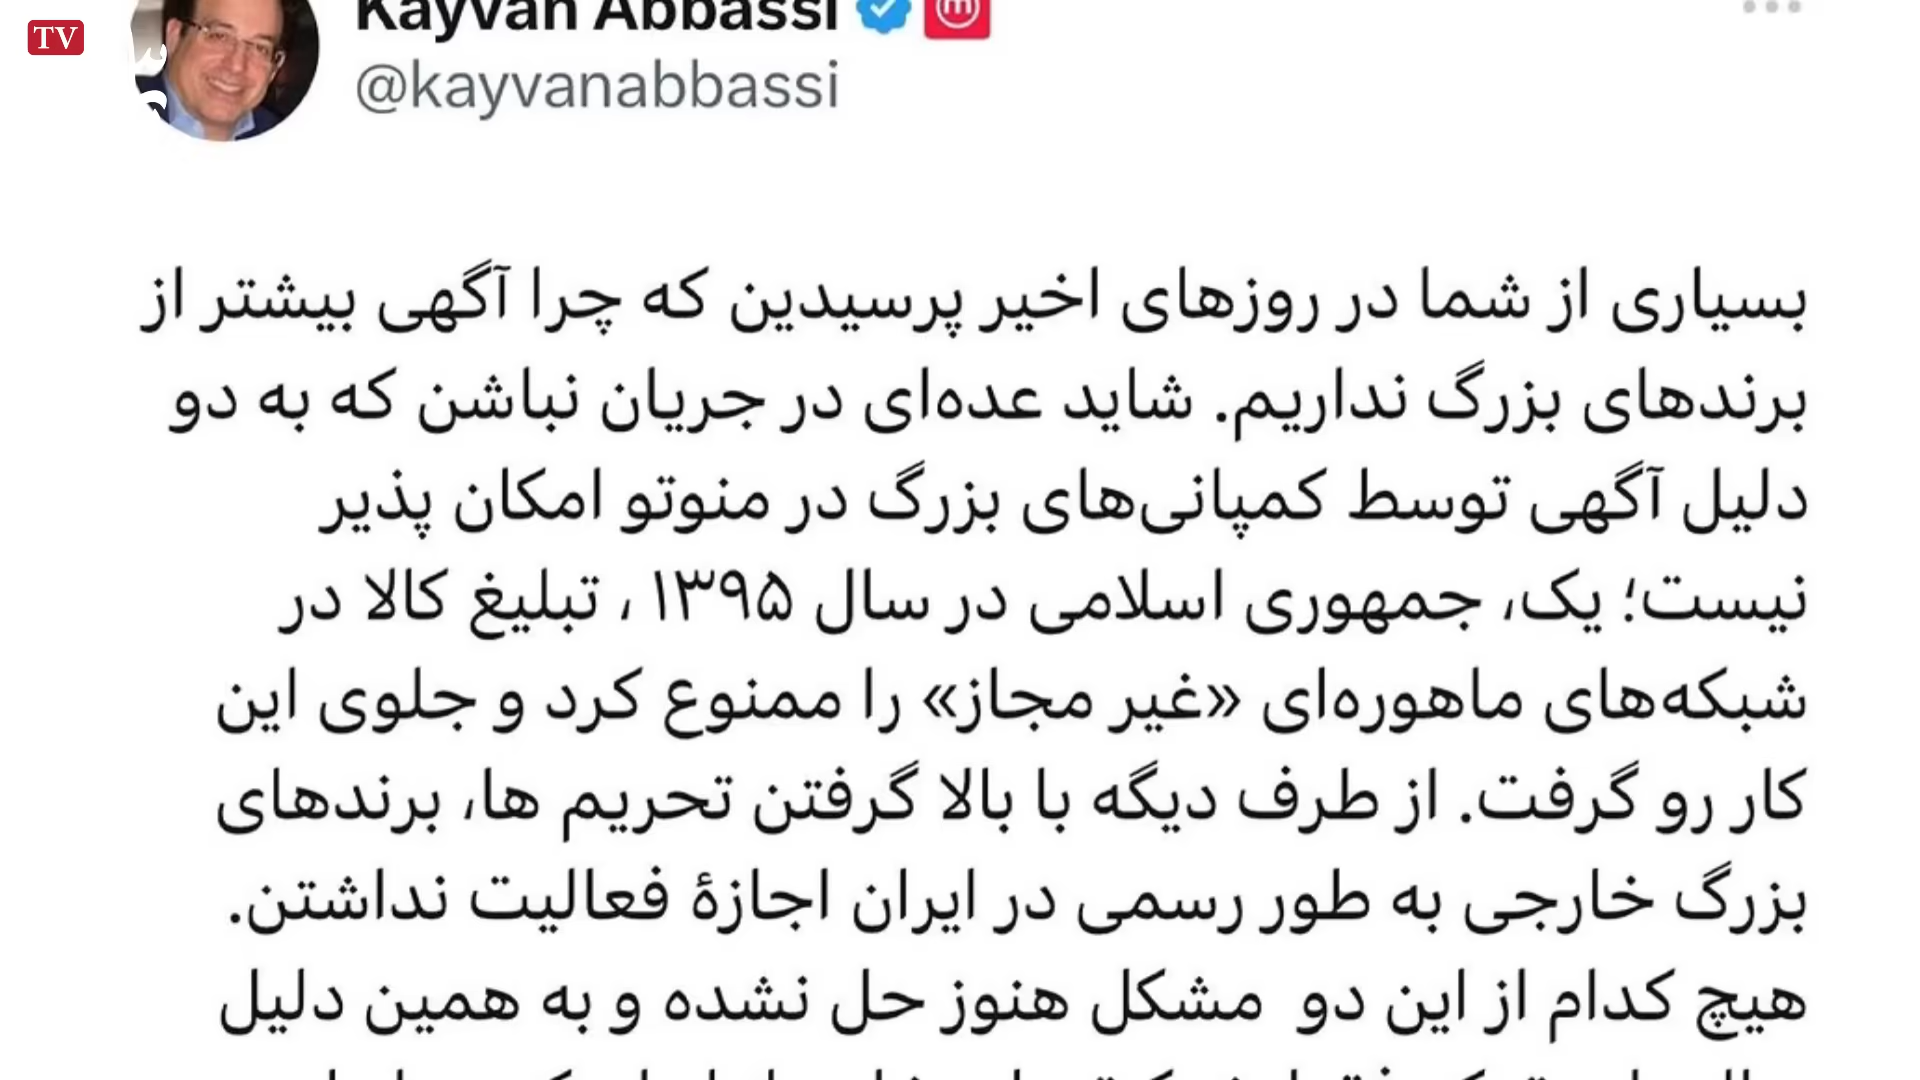 TV
Kayvan Abbassi
@kayvanabbassi
بسیاری از شما در روزهای اخیر پرسیدین که چرا آگهی بیشتر از
برندهای بزرگ نداریم. شاید عده‌ای در جریان نباشن که به دو
دلیل آگهی توسط کمپانی‌های بزرگ در منوتو امکان پذیر
نیست؛ یک، جمهوری اسلامی در سال ۱۳۹۵ ، تبلیغ کالا در
شبکه‌های ماهوره‌ای «غیر مجاز» را ممنوع کرد و جلوی این
کار رو گرفت. از طرف دیگه با بالا گرفتن تحریم ها، برندهای
بزرگ خارجی به طور رسمی در ایران اجازهٔ فعالیت نداشتن.
هیچ کدام از این دو مشکل هنوز حل نشده و به همین دلیل